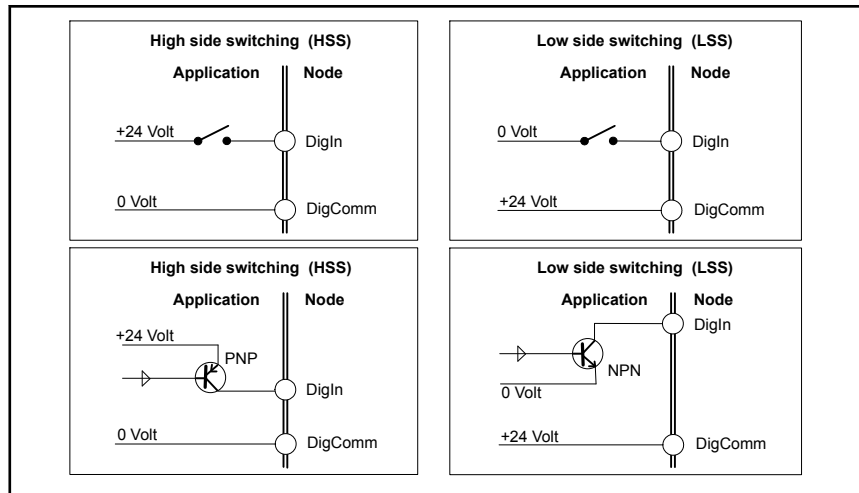 High side switching (HSS)
Application Node
+24 Volt
DigIn
0 Volt
DigComm
Low side switching (LSS)
Application Node
0 Volt
DigIn
+24 Volt
DigComm
High side switching (HSS)
Application Node
+24 Volt
PNP
DigIn
0 Volt
DigComm
Low side switching (LSS)
Application Node
DigIn
NPN
0 Volt
+24 Volt
DigComm